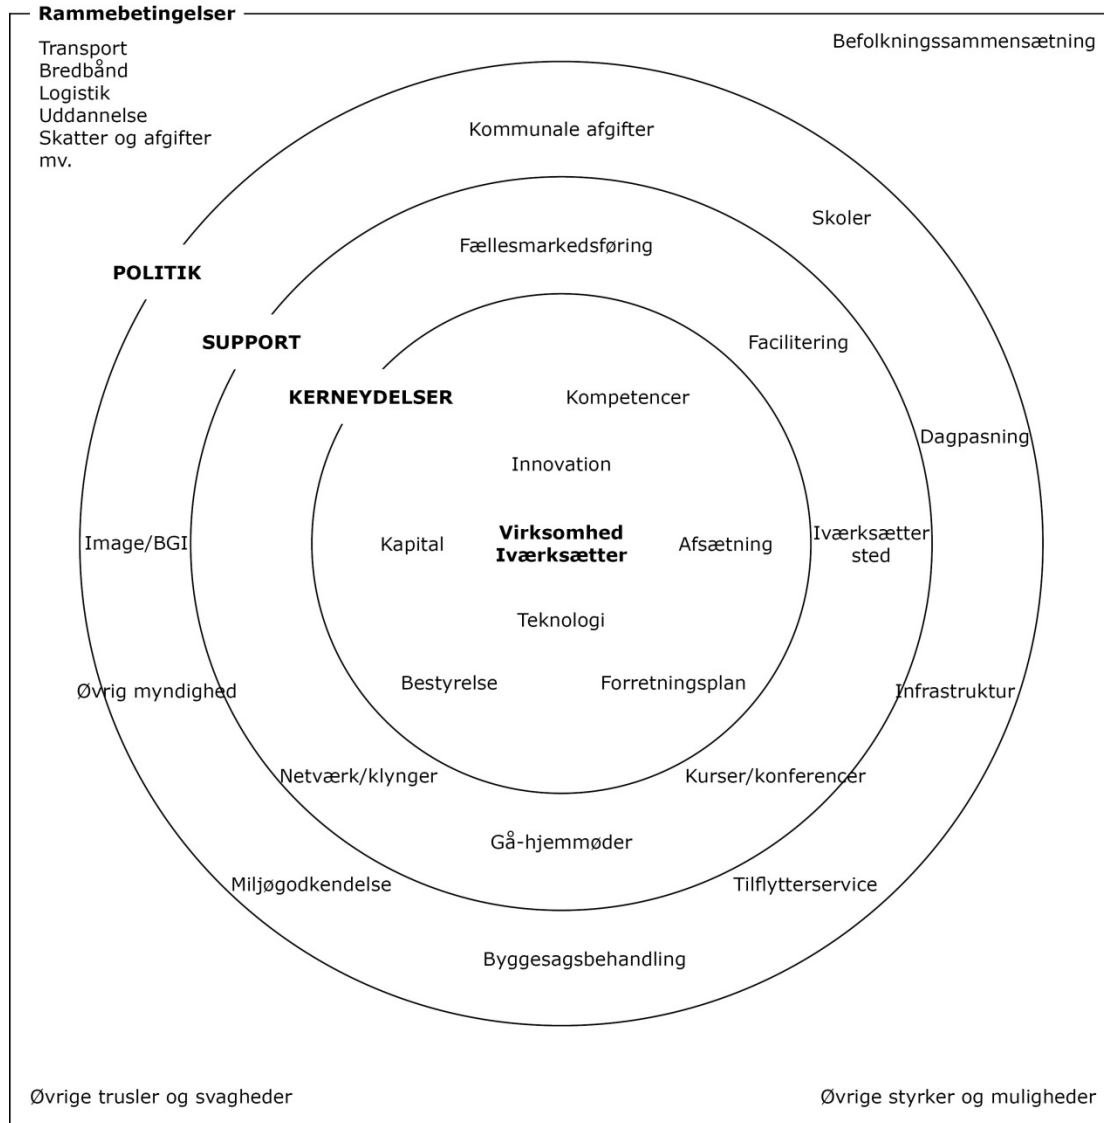 Rammebetingelser
Transport
Bredbånd
Logistik
Uddannelse
Skatter og afgifter
mv.
Befolkningssammensætning
Kommunale afgifter
Skoler
Fællesmarkedsføring
POLITIK
SUPPORT
Facilitering
KERNEYDELSER
Kompetencer
Dagpasning
Innovation
Image/BGI
Kapital
Virksomhed
Iværksætter
Afsætning
Iværksætter
sted
Teknologi
Bestyrelse
Forretningsplan
Øvrig myndighed
Infrastruktur
Netværk/klynger
Kurser/konferencer
Gå-hjemmøder
Miljøgodkendelse
Tilflytterservice
Byggesagsbehandling
Øvrige trusler og svagheder
Øvrige styrker og muligheder